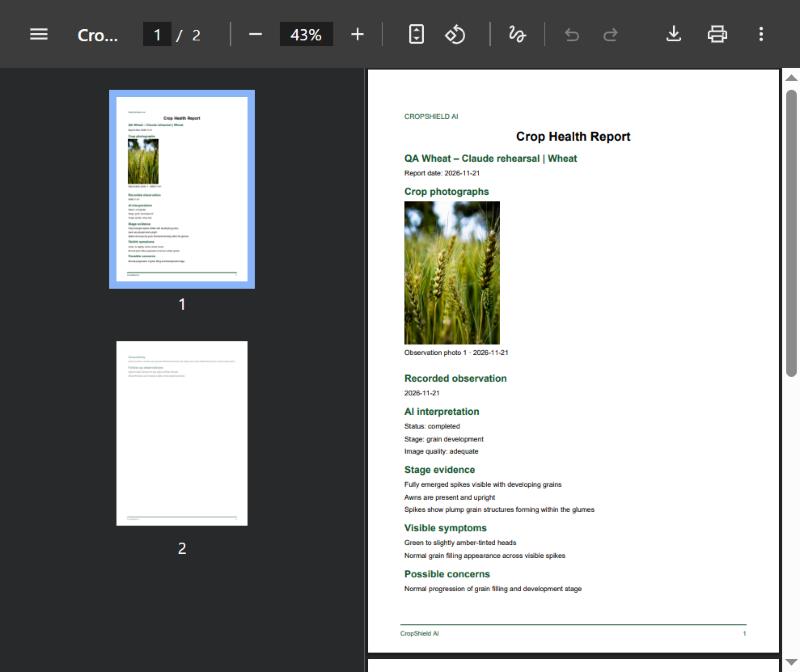 Cro...
1 / 2
43%
1
2
CROPSHIELD AI
Crop Health Report
QA Wheat – Claude rehearsal | Wheat
Report date: 2026-11-21
Crop photographs
Observation photo 1 · 2026-11-21
Recorded observation
2026-11-21
AI interpretation
Status: completed
Stage: grain development
Image quality: adequate
Stage evidence
Fully emerged spikes visible with developing grains
Awns are present and upright
Spikes show plump grain structures forming within the glumes
Visible symptoms
Green to slightly amber-tinted heads
Normal grain filling appearance across visible spikes
Possible concerns
Normal progression of grain filling and development stage
CropShield AI 1